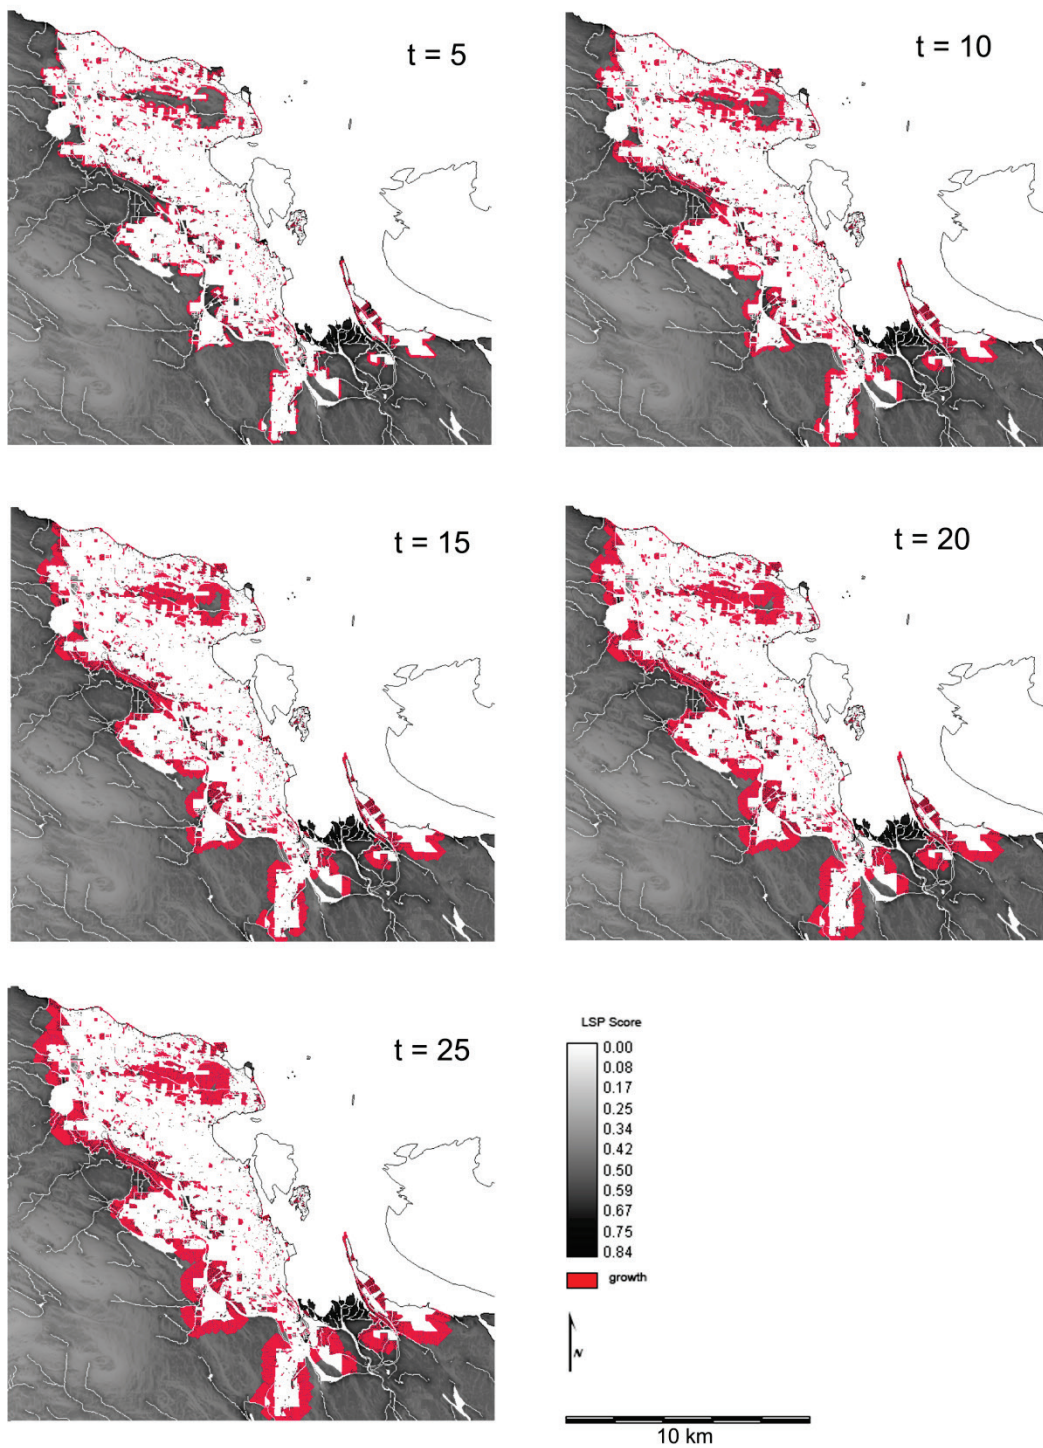 t = 5
t = 10
t = 15
t = 20
t = 25
LSP Score
0.00
0.08
0.17
0.25
0.34
0.42
0.50
0.59
0.67
0.75
0.84
growth
N
10 km